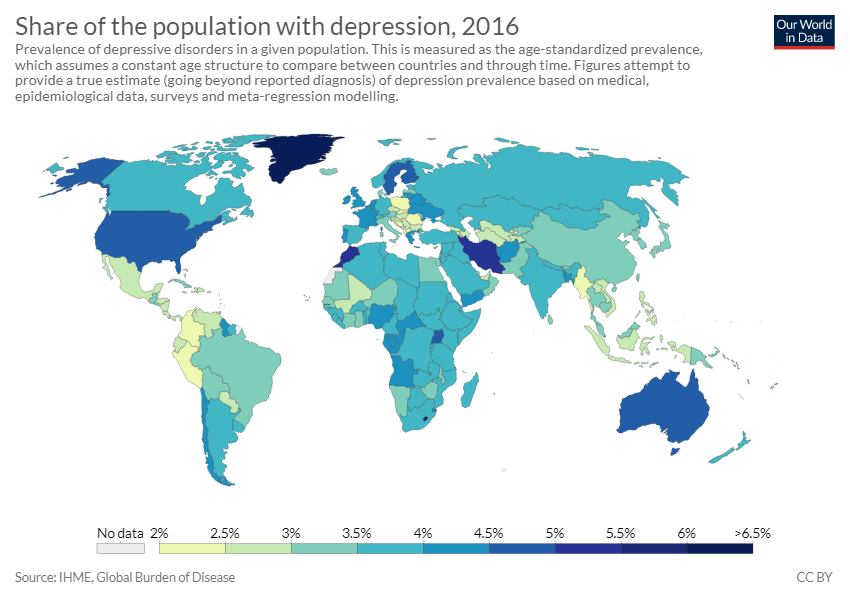 Share of the population with depression, 2016
Our World
in Data
Prevalence of depressive disorders in a given population. This is measured as the age-standardized prevalence,
which assumes a constant age structure to compare between countries and through time. Figures attempt to
provide a true estimate (going beyond reported diagnosis) of depression prevalence based on medical,
epidemiological data, surveys and meta-regression modelling.
No data 2% 2.5% 3% 3.5% 4% 4.5% 5% 5.5% 6% >6.5%
Source: IHME, Global Burden of Disease
CC BY